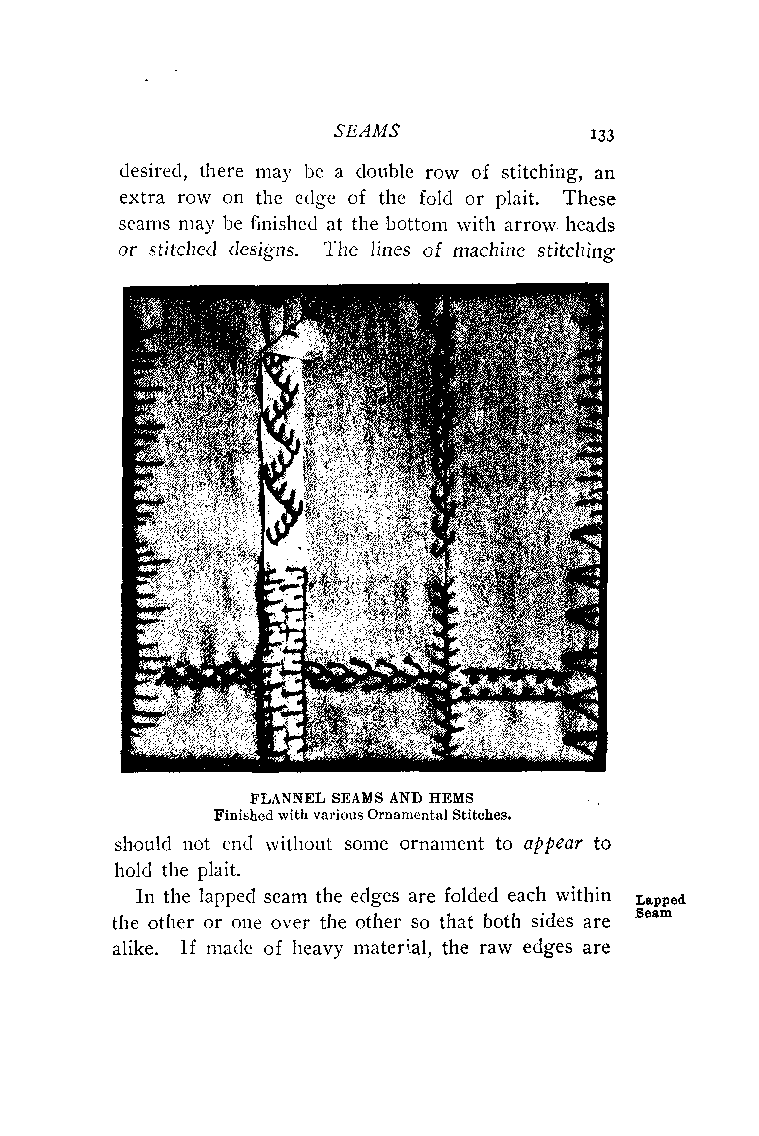 SEAMS 133
desired, there may be a double row of stitching, an
extra row on the edge of the fold or plait. These
seams may be finished at the bottom with arrow heads
or stitched designs. The lines of machine stitching
FLANNEL SEAMS AND HEMS
Finished with various Ornamental Stitches.
should not end without some ornament to appear to
hold the plait.
In the lapped seam the edges are folded each within
the other or one over the other so that both sides are
alike. If made of heavy material, the raw edges are
Lapped
Seam